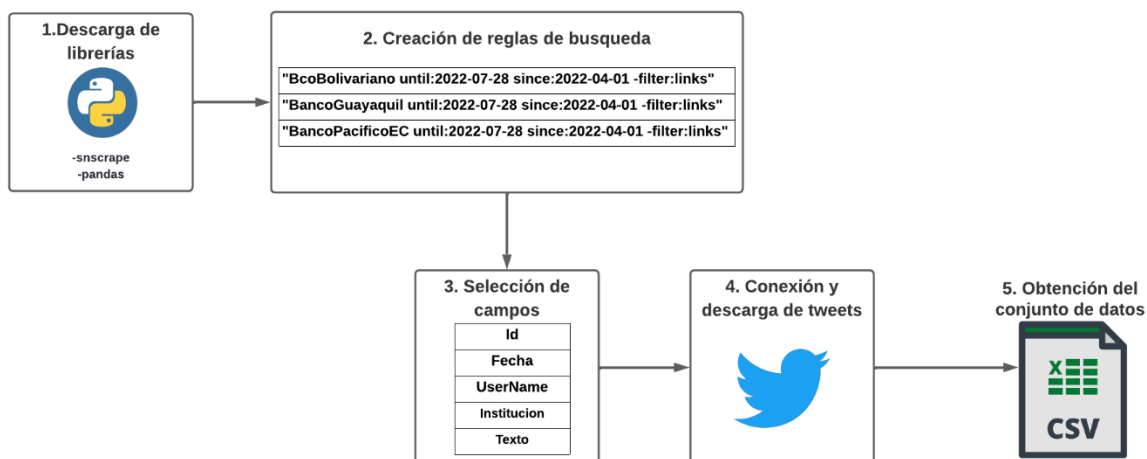 1.Descarga de
librerías
-snscrape
-pandas
2. Creación de reglas de busqueda
"BcoBolivariano until:2022-07-28 since:2022-04-01 -filter:links"
"BancoGuayaquil until:2022-07-28 since:2022-04-01 -filter:links"
"BancoPacificoEC until:2022-07-28 since:2022-04-01 -filter:links"
3. Selección de
campos
Id
Fecha
UserName
Institucion
Texto
4. Conexión y
descarga de tweets
5. Obtención del
conjunto de datos
X
CSV